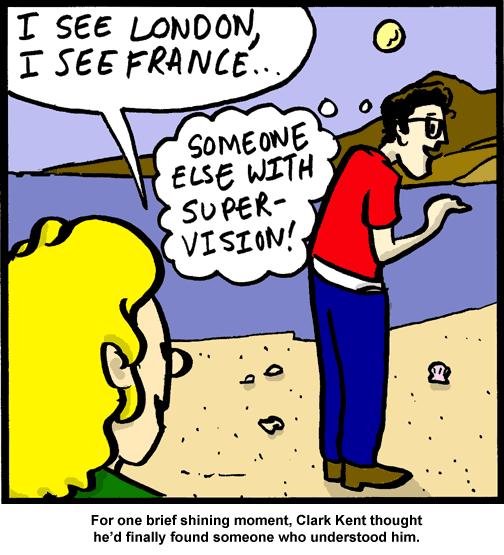 I SEE LONDON,
I SEE FRANCE...
SOMEONE
ELSE WITH
SUPER-
VISION!
For one brief shining moment, Clark Kent thought
he'd finally found someone who understood him.